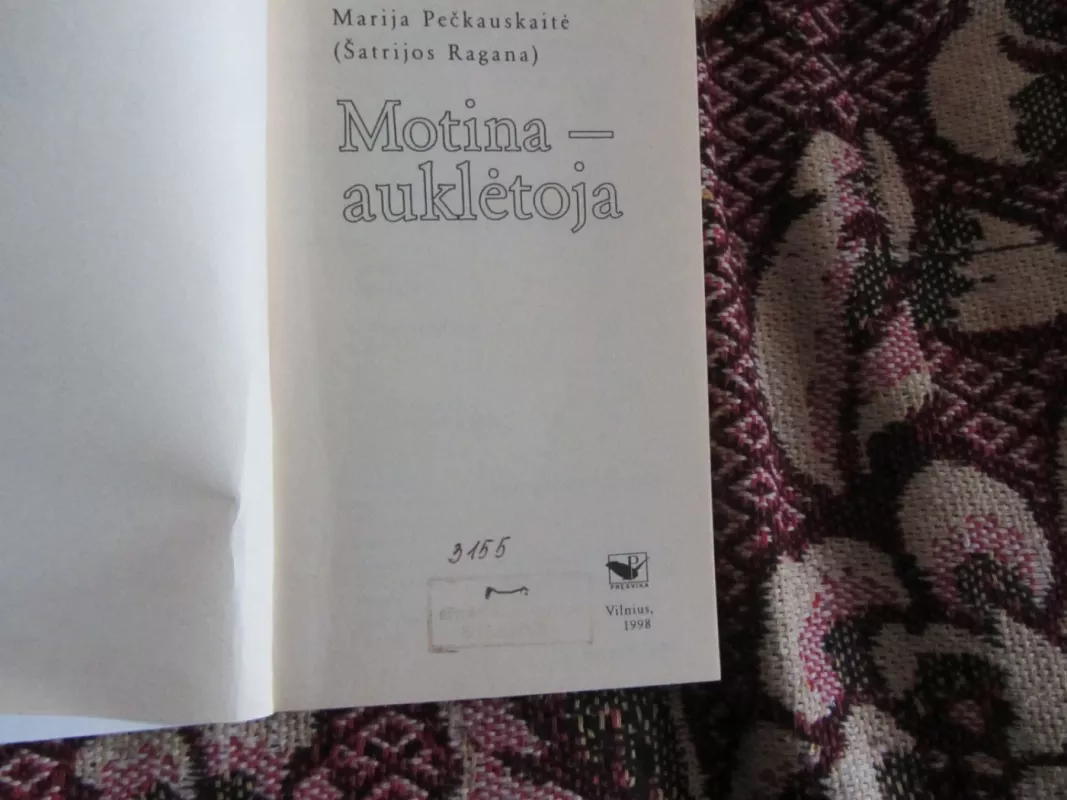 Marija Pečkauskaitė
(Šatrijos Ragana)
Motina –
auklėtoja
3155
P
PRESVIKA
Vilnius,
1998